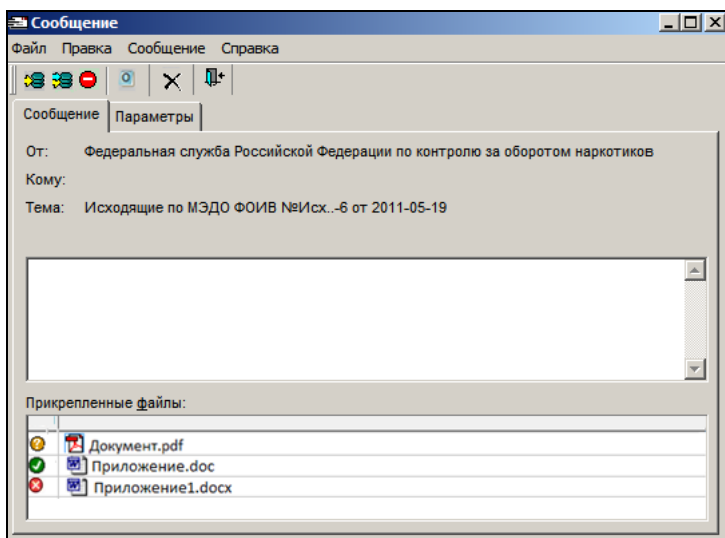 Сообщение
Файл Правка Сообщение Справка
Сообщение Параметры
От: Федеральная служба Российской Федерации по контролю за оборотом наркотиков
Кому:
Тема: Исходящие по МЭДО ФОИВ №Исх..-6 от 2011-05-19
Прикрепленные файлы:
Документ.pdf
Приложение.doc
Приложение1.docx